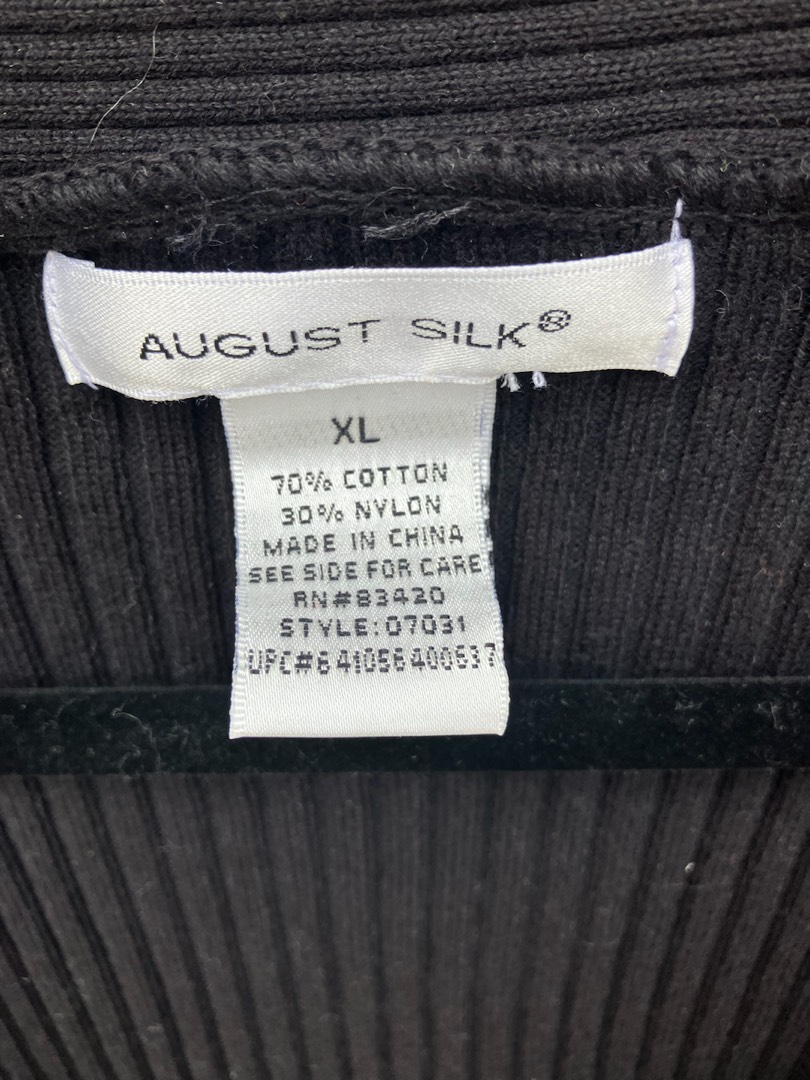 AUGUST SILK®
XL
70% COTTON
30% NYLON
MADE IN CHINA
SEE SIDE FOR CARE
RN#83420
STYLE:07031
UPC#641056400537